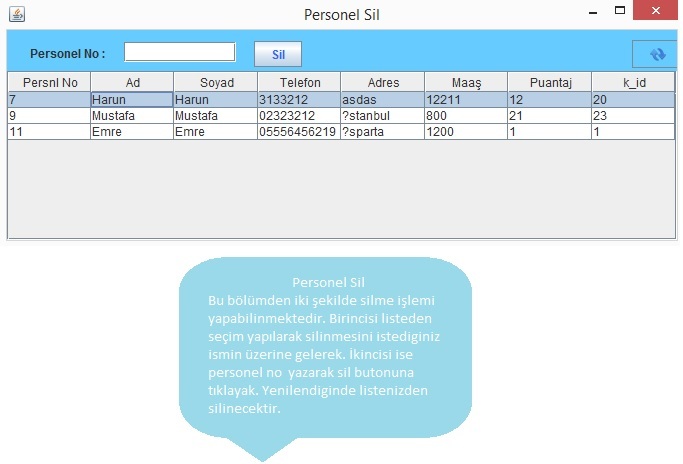 Personel Sil
Personel No : Sil
Persnl No Ad Soyad Telefon Adres Maaş Puantaj k_id
7 Harun Harun 3133212 asdas 12211 12 20
9 Mustafa Mustafa 02323212 ?stanbul 800 21 23
11 Emre Emre 05556456219 ?sparta 1200 1 1
Personel Sil
Bu bölümden iki şekilde silme işlemi
yapabilinmektedir. Birincisi listeden
seçim yapılarak silinmesini istediginiz
ismin üzerine gelerek. İkincisi ise
personel no yazarak sil butonuna
tıklayak. Yenilendiginde listenizden
silinecektir.